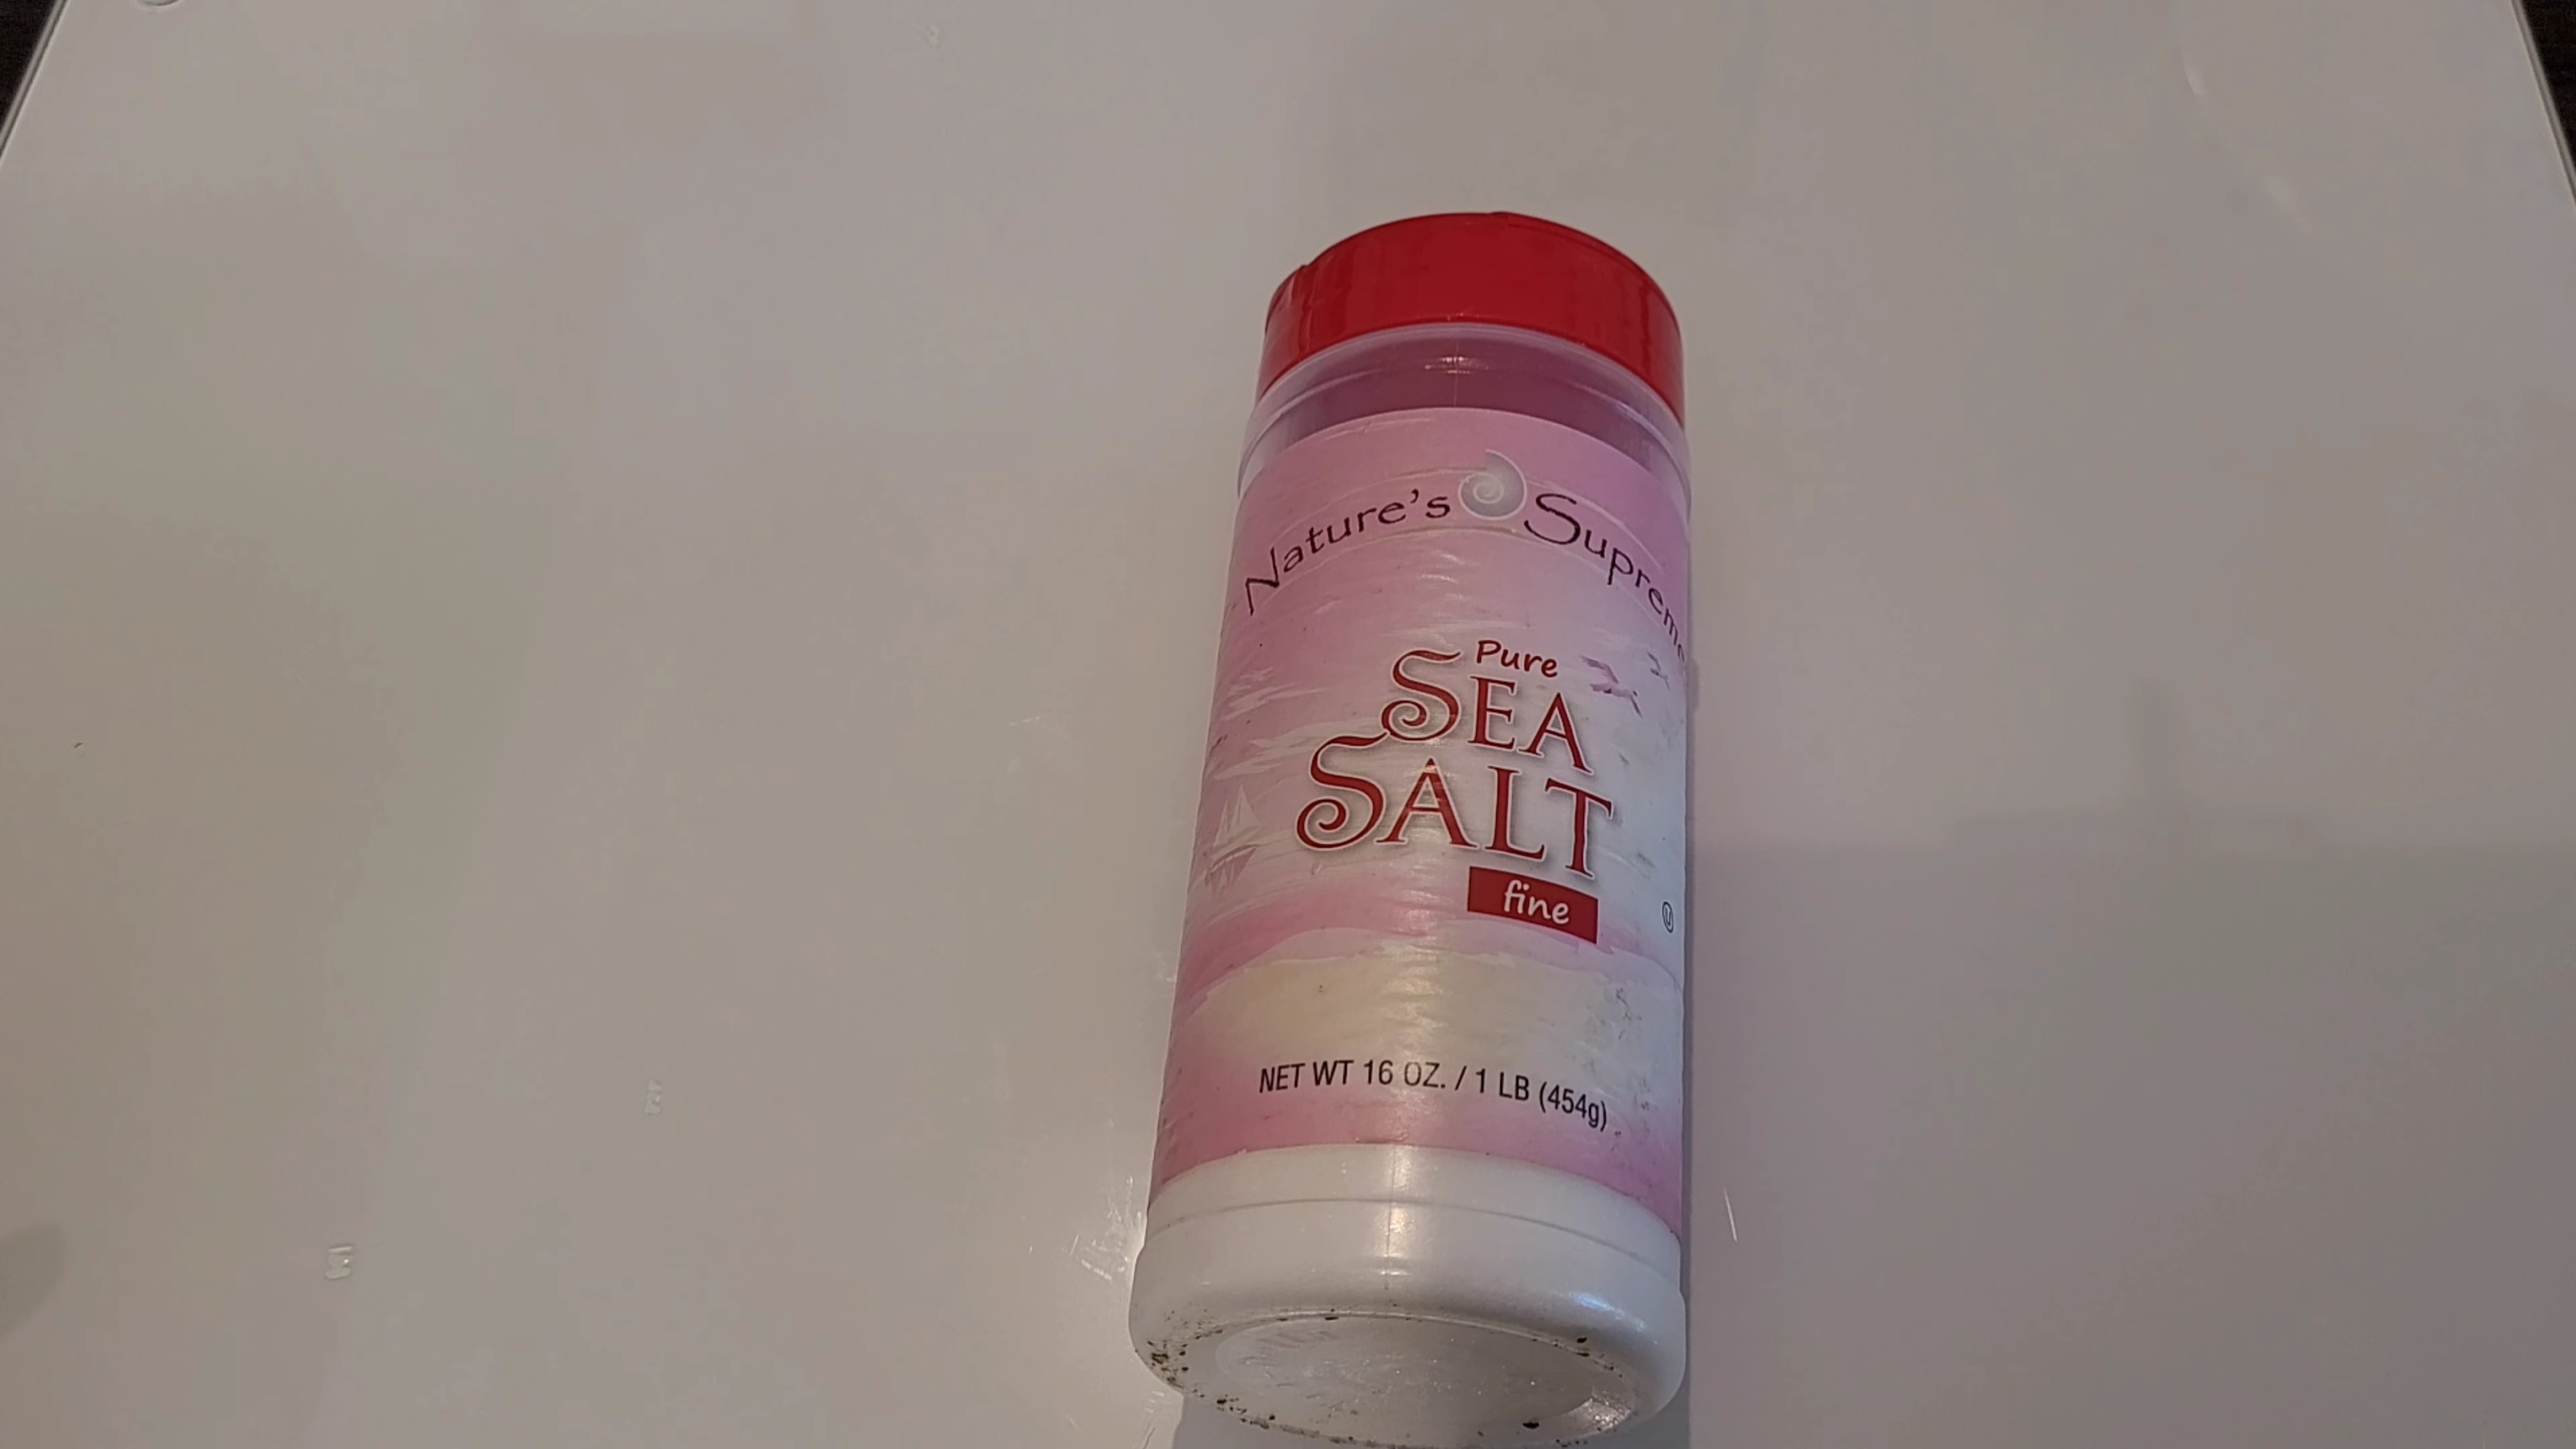 Nature's Supreme
Pure
SEA
SALT
fine
U
NET WT 16 OZ. / 1 LB (454g)